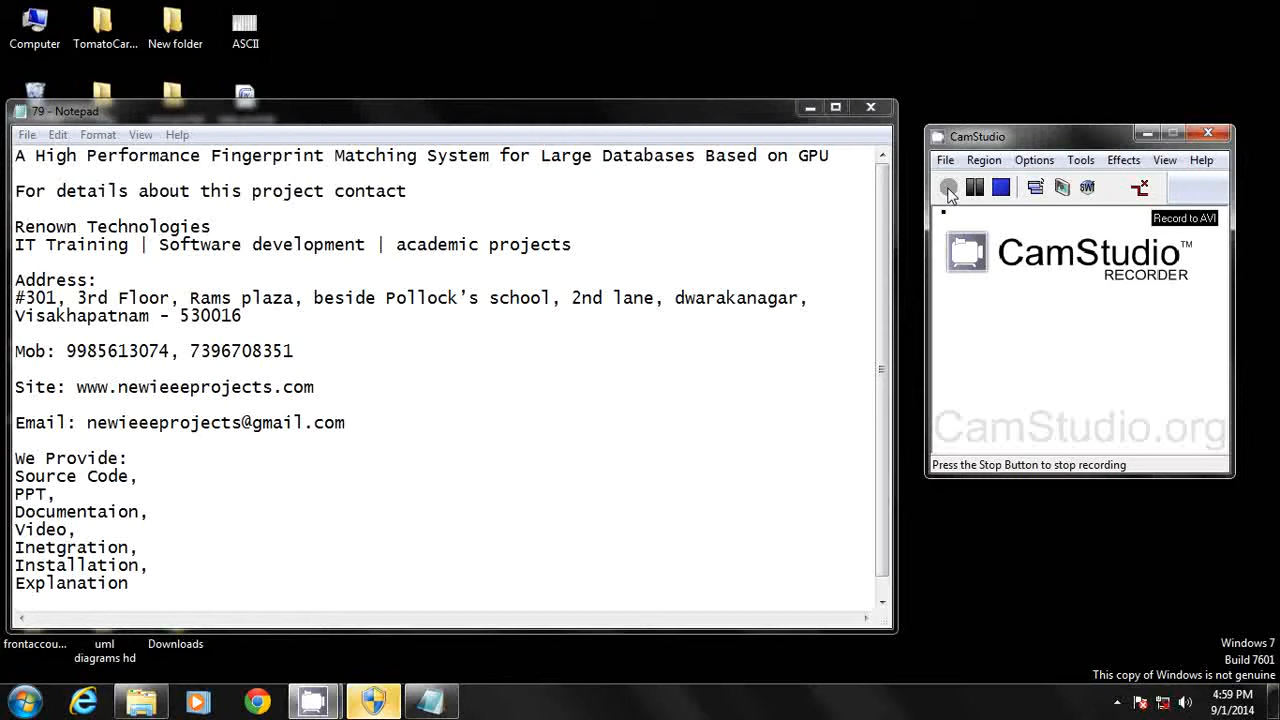 Computer
TomatoCar...
New folder
ASCII
79 - Notepad
File Edit Format View Help
A High Performance Fingerprint Matching System for Large Databases Based on GPU
For details about this project contact
Renown Technologies
IT Training | Software development | academic projects
Address:
#301, 3rd Floor, Rams plaza, beside Pollock’s school, 2nd lane, dwarakanagar,
Visakhapatnam - 530016
Mob: 9985613074, 7396708351
Site: www.newieeeprojects.com
Email: newieeeprojects@gmail.com
We Provide:
Source Code,
PPT,
Documentaion,
Video,
Inetgration,
Installation,
Explanation
CamStudio
File Region Options Tools Effects View Help
SWF
Record to AVI
CamStudio™
RECORDER
CamStudio.org
Press the Stop Button to stop recording
frontaccou...
uml
diagrams hd
Downloads
Windows 7
Build 7601
This copy of Windows is not genuine
4:59 PM
9/1/2014